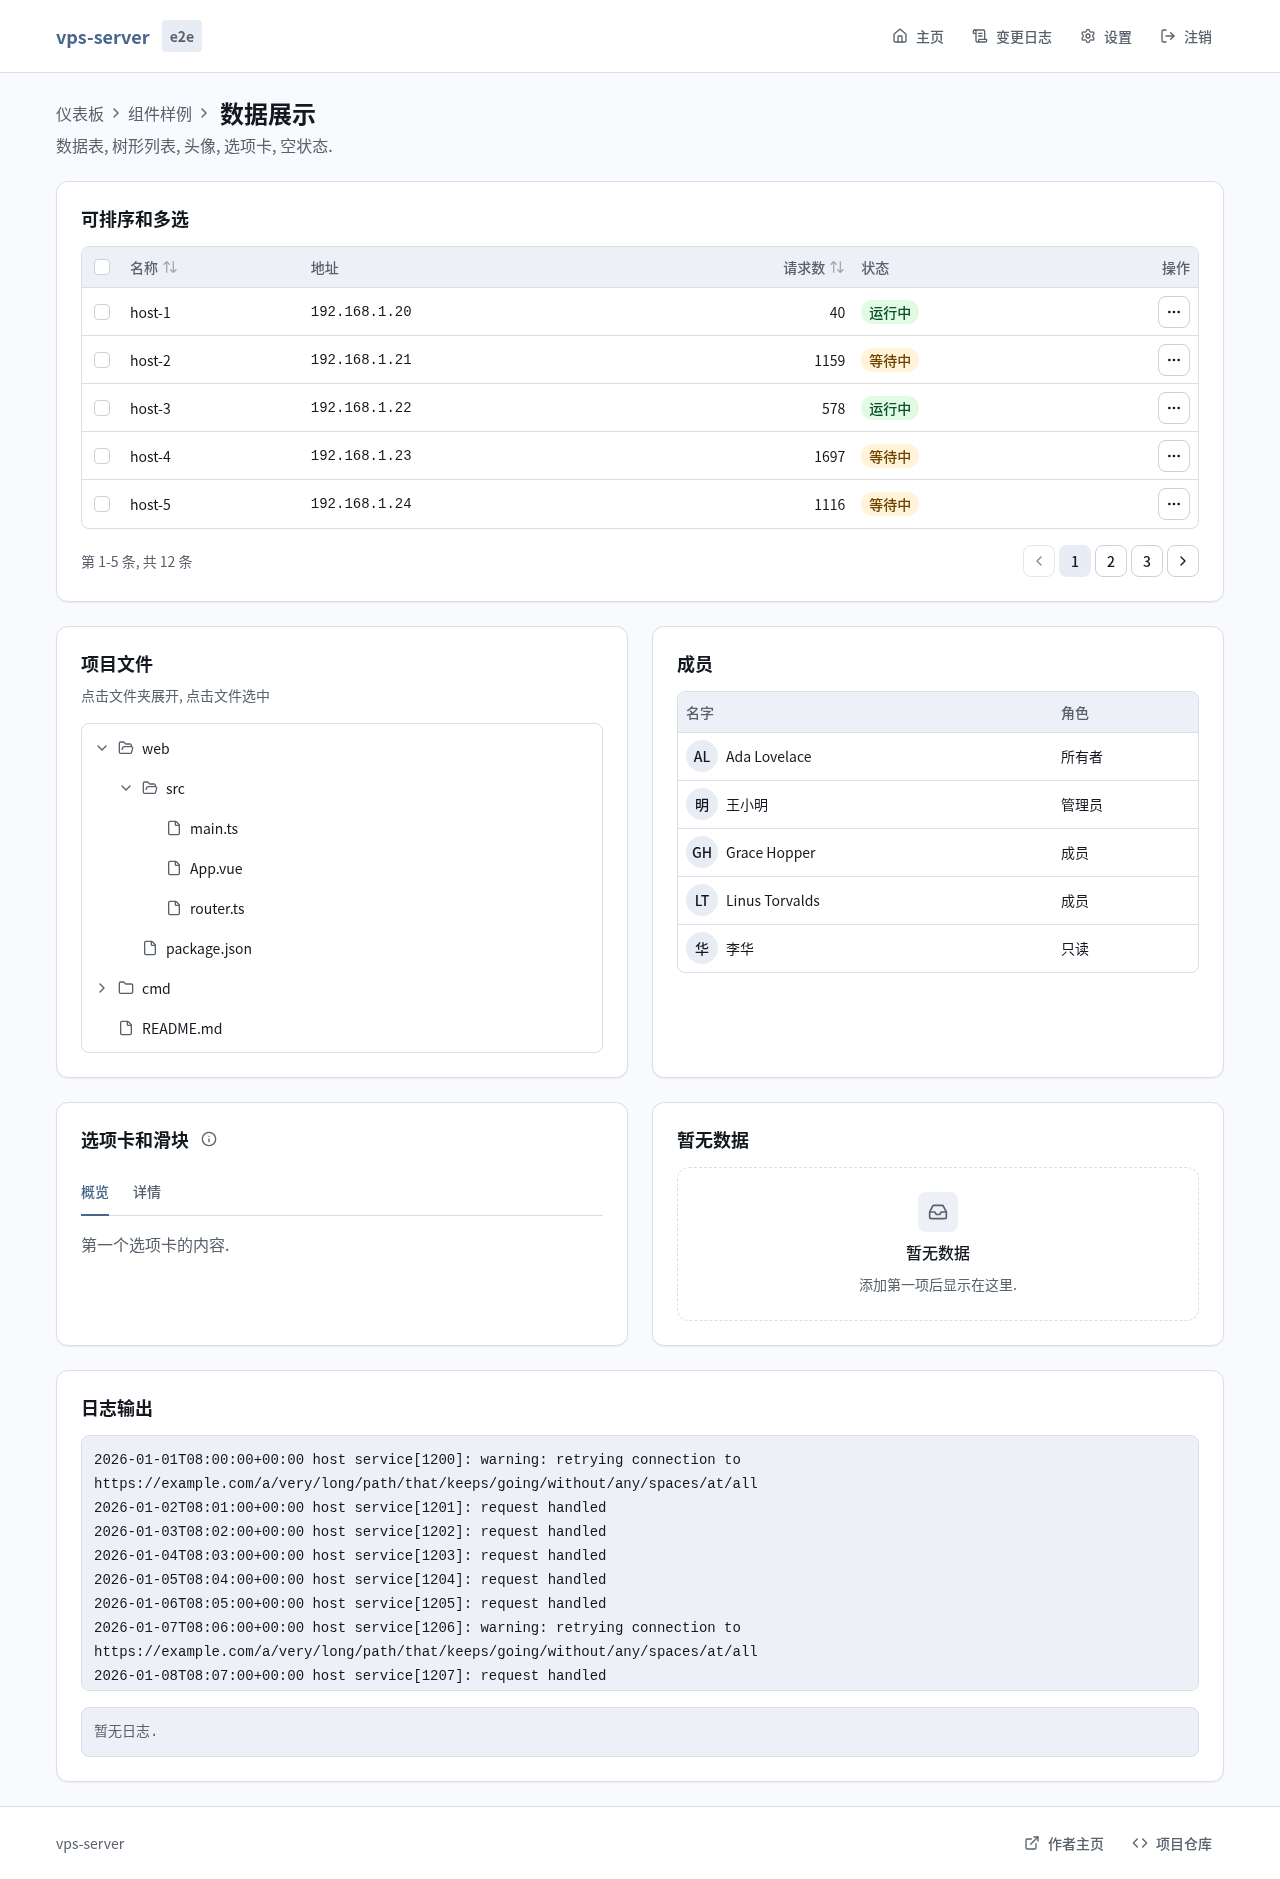 vps-server e2e 主页 变更日志 设置 注销
仪表板 组件样例 数据展示
数据表, 树形列表, 头像, 选项卡, 空状态.
可排序和多选
名称 地址 请求数 状态 操作
host-1 192.168.1.20 40 运行中
host-2 192.168.1.21 1159 等待中
host-3 192.168.1.22 578 运行中
host-4 192.168.1.23 1697 等待中
host-5 192.168.1.24 1116 等待中
第 1-5 条, 共 12 条 1 2 3
项目文件
点击文件夹展开, 点击文件选中
web
src
main.ts
App.vue
router.ts
package.json
cmd
README.md
成员
名字 角色
AL Ada Lovelace 所有者
明 王小明 管理员
GH Grace Hopper 成员
LT Linus Torvalds 成员
华 李华 只读
选项卡和滑块
概览 详情
第一个选项卡的内容.
暂无数据
暂无数据
添加第一项后显示在这里.
日志输出
2026-01-01T08:00:00+00:00 host service[1200]: warning: retrying connection to
https://example.com/a/very/long/path/that/keeps/going/without/any/spaces/at/all
2026-01-02T08:01:00+00:00 host service[1201]: request handled
2026-01-03T08:02:00+00:00 host service[1202]: request handled
2026-01-04T08:03:00+00:00 host service[1203]: request handled
2026-01-05T08:04:00+00:00 host service[1204]: request handled
2026-01-06T08:05:00+00:00 host service[1205]: request handled
2026-01-07T08:06:00+00:00 host service[1206]: warning: retrying connection to
https://example.com/a/very/long/path/that/keeps/going/without/any/spaces/at/all
2026-01-08T08:07:00+00:00 host service[1207]: request handled
暂无日志.
vps-server 作者主页 项目仓库